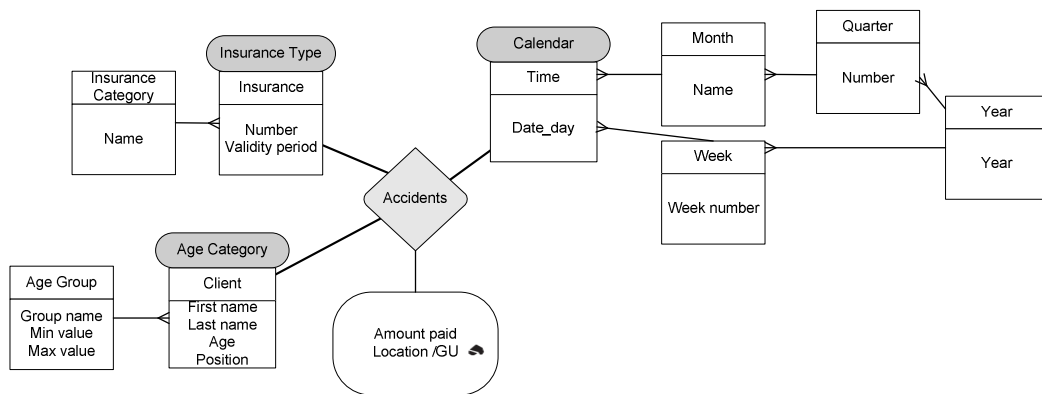 Insurance Type
Insurance
Category
Name
Insurance
Number
Validity period
Calendar
Time
Date_day
Month
Name
Quarter
Number
Year
Year
Week
Week number
Accidents
Age Category
Age Group
Group name
Min value
Max value
Client
First name
Last name
Age
Position
Amount paid
Location /GU